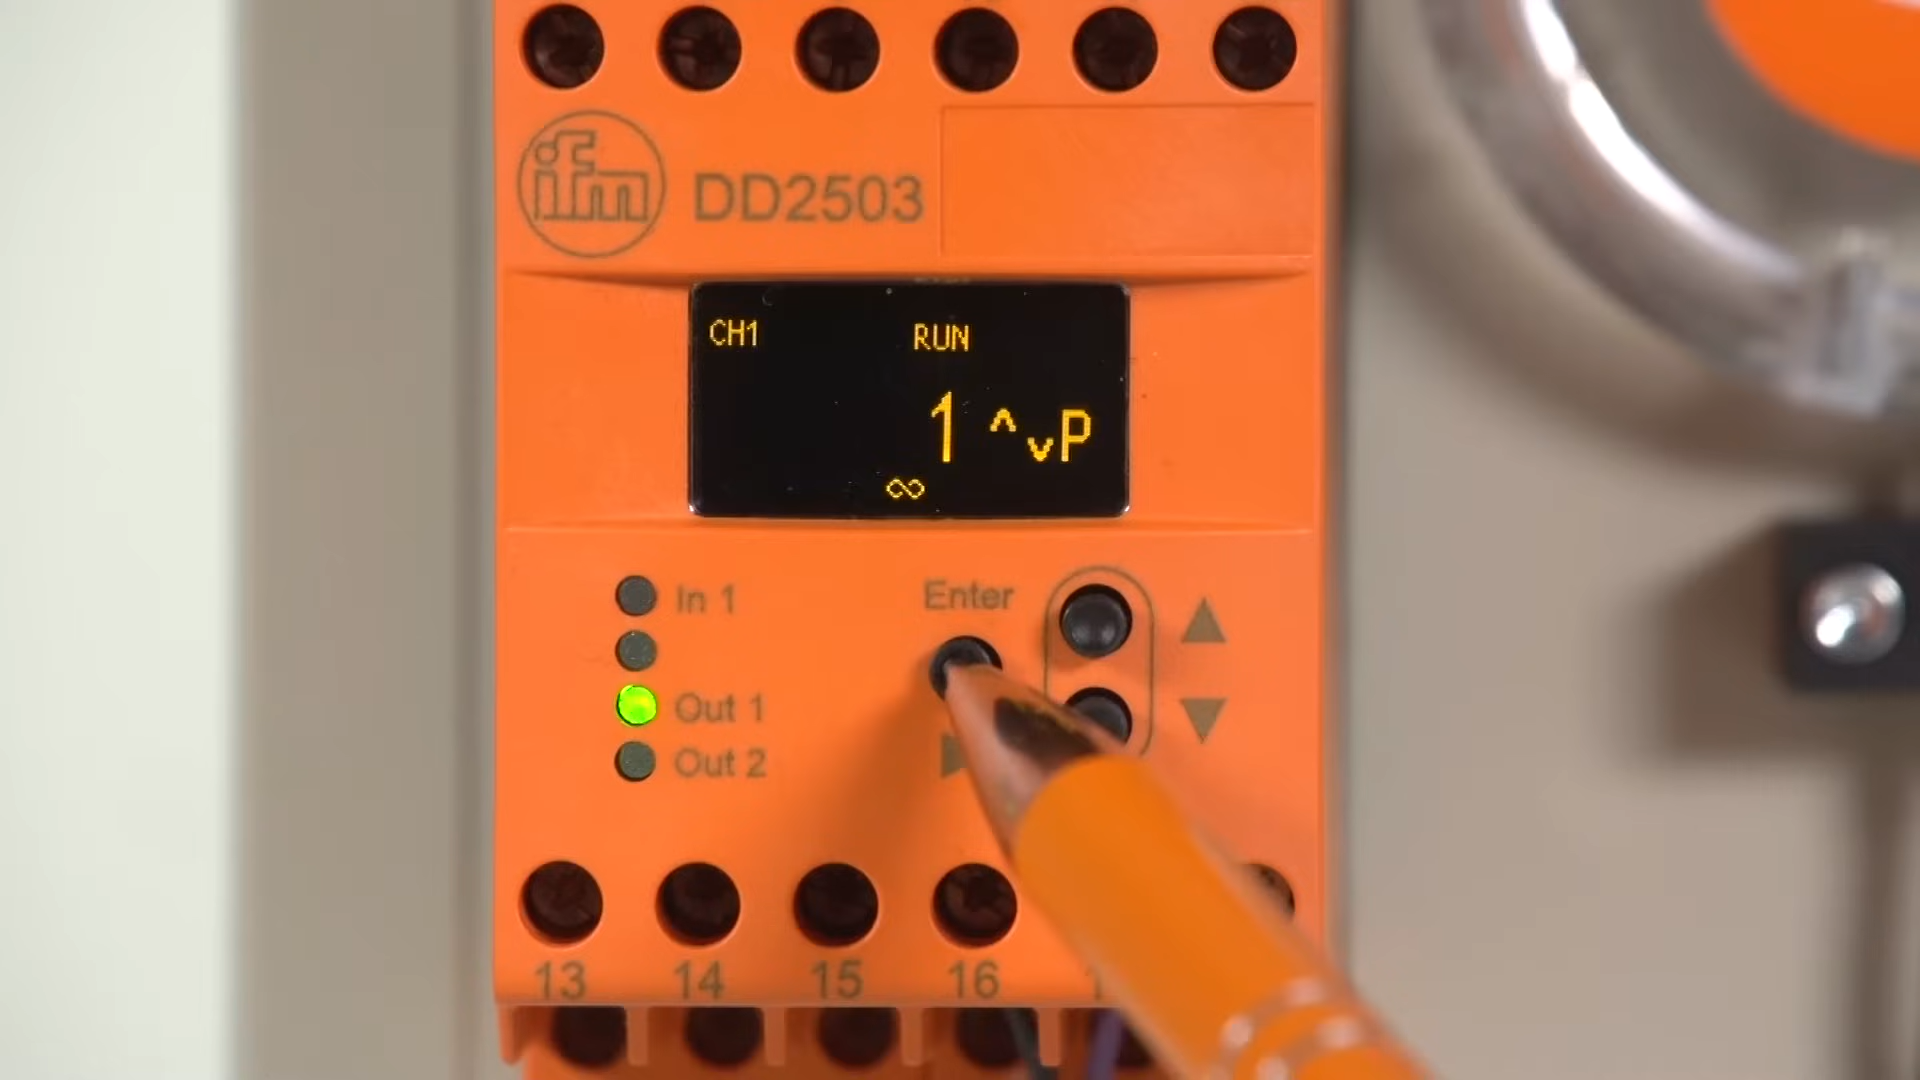 ifm
DD2503
CH1 RUN
1 ^vP
∞
In 1
Enter
Out 1
Out 2
13 14 15 16